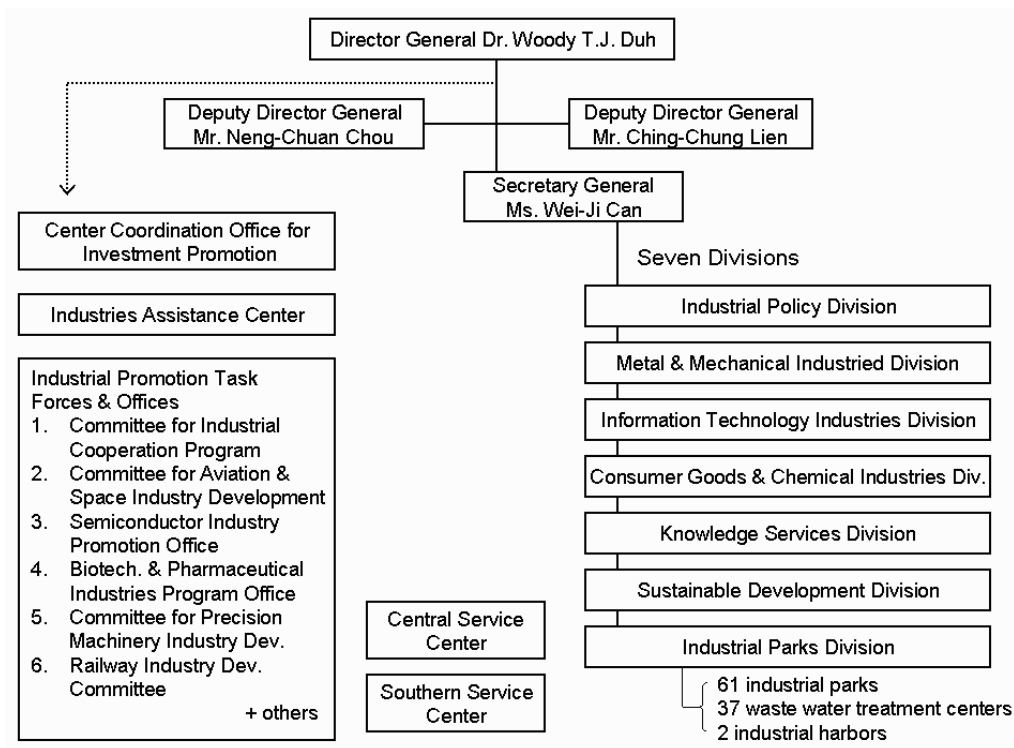 Director General Dr. Woody T.J. Duh
Deputy Director General
Mr. Neng-Chuan Chou
Deputy Director General
Mr. Ching-Chung Lien
Secretary General
Ms. Wei-Ji Can
Center Coordination Office for
Investment Promotion
Industries Assistance Center
Industrial Promotion Task
Forces & Offices
1. Committee for Industrial
Cooperation Program
2. Committee for Aviation &
Space Industry Development
3. Semiconductor Industry
Promotion Office
4. Biotech. & Pharmaceutical
Industries Program Office
5. Committee for Precision
Machinery Industry Dev.
6. Railway Industry Dev.
Committee
+ others
Central Service
Center
Southern Service
Center
Seven Divisions
Industrial Policy Division
Metal & Mechanical Industried Division
Information Technology Industries Division
Consumer Goods & Chemical Industries Div.
Knowledge Services Division
Sustainable Development Division
Industrial Parks Division
61 industrial parks
37 waste water treatment centers
2 industrial harbors